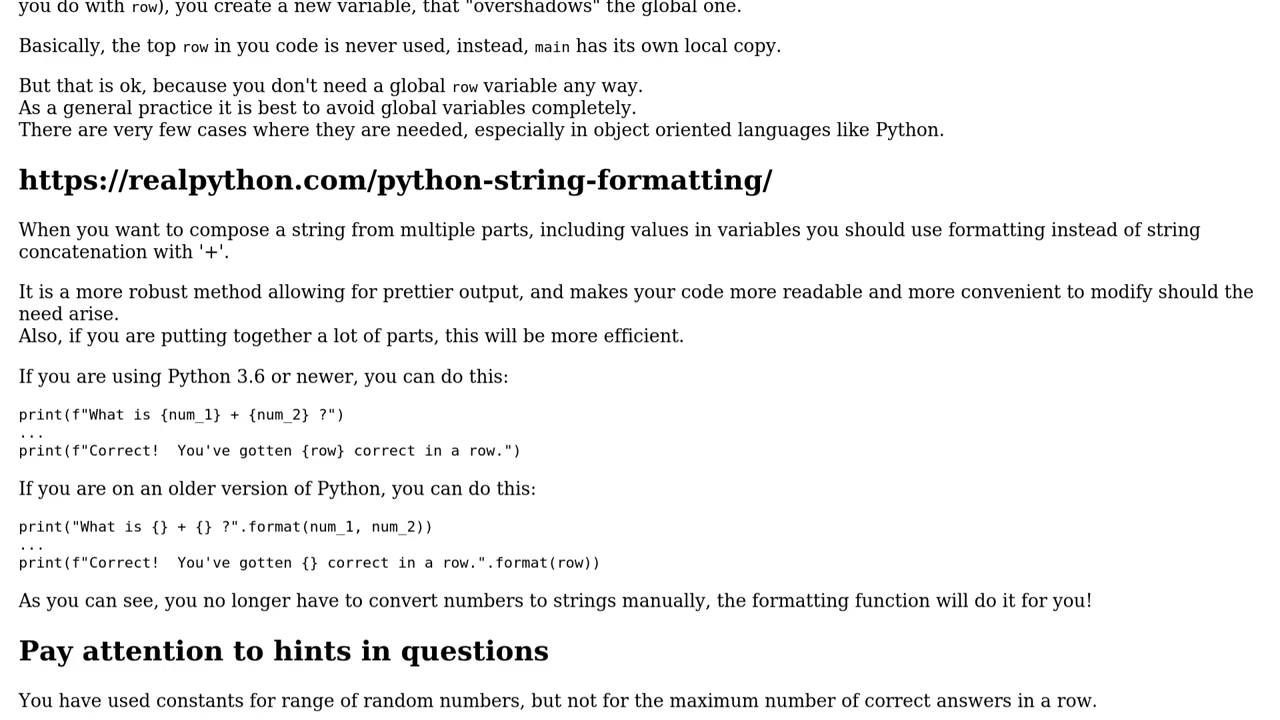 you do with row), you create a new variable, that "overshadows" the global one.
Basically, the top row in you code is never used, instead, main has its own local copy.
But that is ok, because you don't need a global row variable any way.
As a general practice it is best to avoid global variables completely.
There are very few cases where they are needed, especially in object oriented languages like Python.
https://realpython.com/python-string-formatting/
When you want to compose a string from multiple parts, including values in variables you should use formatting instead of string
concatenation with '+'.
It is a more robust method allowing for prettier output, and makes your code more readable and more convenient to modify should the
need arise.
Also, if you are putting together a lot of parts, this will be more efficient.
If you are using Python 3.6 or newer, you can do this:
print(f"What is {num_1} + {num_2} ?")
...
print(f"Correct!  You've gotten {row} correct in a row.")
If you are on an older version of Python, you can do this:
print("What is {} + {} ?".format(num_1, num_2))
...
print(f"Correct!  You've gotten {} correct in a row.".format(row))
As you can see, you no longer have to convert numbers to strings manually, the formatting function will do it for you!
Pay attention to hints in questions
You have used constants for range of random numbers, but not for the maximum number of correct answers in a row.